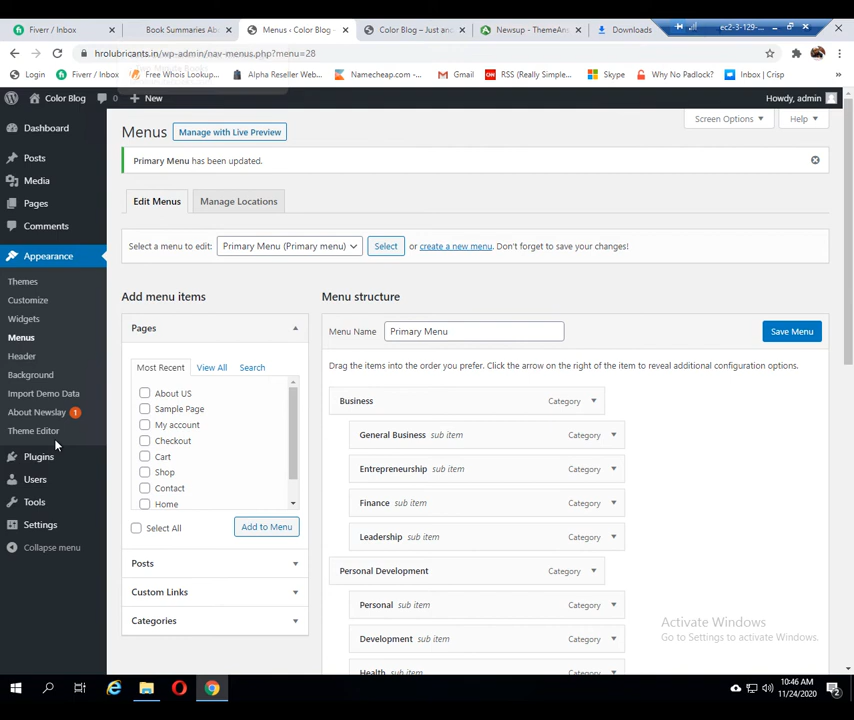 Fiverr / Inbox
Book Summaries Abo
Menus ‹ Color Blog –
Color Blog – Just anot
Newsup - ThemeAns
Downloads
ec2-3-129-
hrolubricants.in/wp-admin/nav-menus.php?menu=28
Login
Fiverr / Inbox
Free Whois Lookup...
Alpha Reseller Web...
Namecheap.com -
Gmail
RSS (Really Simple...
Skype
Why No Padlock?
Inbox | Crisp
Color Blog
0
New
Howdy, admin
Dashboard
Posts
Media
Pages
Comments
Appearance
Themes
Customize
Widgets
Menus
Header
Background
Import Demo Data
About Newslay 1
Theme Editor
Plugins
Users
Tools
Settings
Collapse menu
Menus
Manage with Live Preview
Screen Options
Help
Primary Menu has been updated.
Edit Menus
Manage Locations
Select a menu to edit: Primary Menu (Primary menu) Select or create a new menu. Don't forget to save your changes!
Add menu items
Pages
Most Recent View All Search
About US
Sample Page
My account
Checkout
Cart
Shop
Contact
Home
Select All
Add to Menu
Posts
Custom Links
Categories
Menu structure
Menu Name Primary Menu
Save Menu
Drag the items into the order you prefer. Click the arrow on the right of the item to reveal additional configuration options.
Business Category
General Business sub item Category
Entrepreneurship sub item Category
Finance sub item Category
Leadership sub item Category
Personal Development Category
Personal sub item Category
Development sub item Category
Health sub item Category
Activate Windows
Go to Settings to activate Windows.
10:46 AM
11/24/2020
2